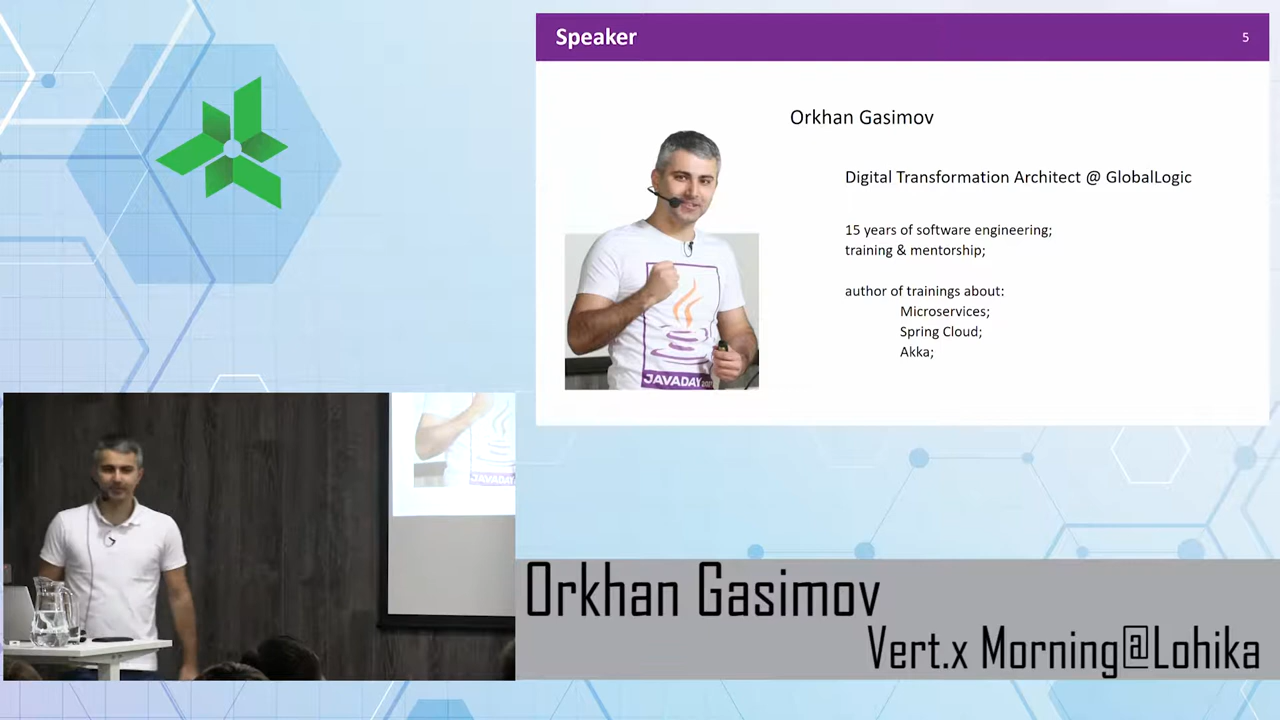 Speaker
5
Orkhan Gasimov
Digital Transformation Architect @ GlobalLogic
15 years of software engineering;
training & mentorship;
author of trainings about:
Microservices;
Spring Cloud;
Akka;
JAVADAY
JAVADAY
Orkhan Gasimov
Vert.x Morning@Lohika